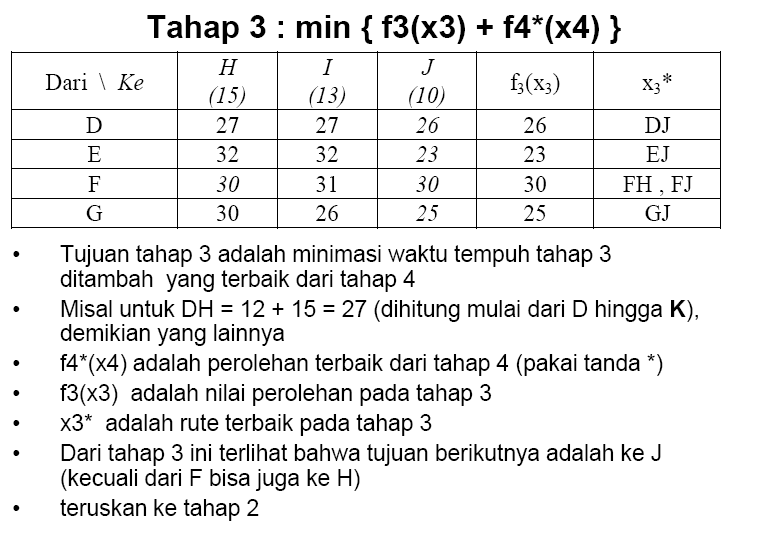 Tahap 3 : min { f3(x3) + f4*(x4) }
Dari \ Ke H (15) I (13) J (10) f₃(x₃) x₃*
D 27 27 26 26 DJ
E 32 32 23 23 EJ
F 30 31 30 30 FH , FJ
G 30 26 25 25 GJ
• Tujuan tahap 3 adalah minimasi waktu tempuh tahap 3
ditambah yang terbaik dari tahap 4
• Misal untuk DH = 12 + 15 = 27 (dihitung mulai dari D hingga K),
demikian yang lainnya
• f4*(x4) adalah perolehan terbaik dari tahap 4 (pakai tanda *)
• f3(x3) adalah nilai perolehan pada tahap 3
• x3* adalah rute terbaik pada tahap 3
• Dari tahap 3 ini terlihat bahwa tujuan berikutnya adalah ke J
(kecuali dari F bisa juga ke H)
• teruskan ke tahap 2